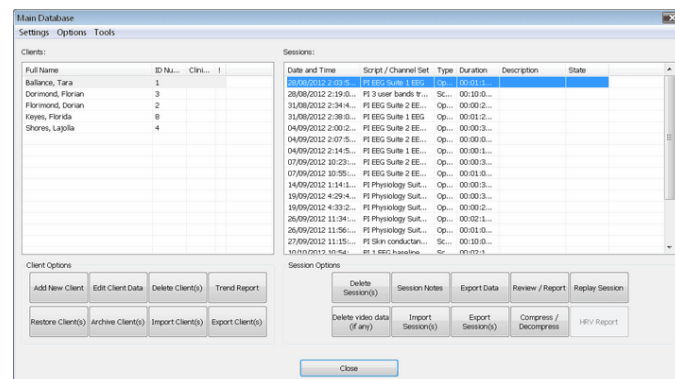 Main Database
Settings Options Tools
Clients:
Full Name ID Nu... Clini... !
Ballance, Tara 1
Dorimond, Florian 3
Florimond, Dorian 2
Keyes, Florida 8
Shores, Lajolla 4
Client Options
Add New Client Edit Client Data Delete Client(s) Trend Report
Restore Client(s) Archive Client(s) Import Client(s) Export Client(s)
Sessions:
Date and Time Script / Channel Set Type Duration Description State
28/08/2012 2:03:5... PI EEG Suite 1 EEG Op... 00:01:1...
28/08/2012 2:19:0... PI 3 user bands tr... Sc... 00:10:0...
31/08/2012 2:34:4... PI EEG Suite 2 EE... Op... 00:00:2...
31/08/2012 2:38:0... PI EEG Suite 1 EEG Op... 00:01:2...
04/09/2012 2:00:2... PI EEG Suite 2 EE... Op... 00:00:3...
04/09/2012 2:07:5... PI EEG Suite 2 EE... Op... 00:00:3...
04/09/2012 2:14:5... PI EEG Suite 2 EE... Op... 00:00:1...
07/09/2012 10:23:... PI EEG Suite 2 EE... Op... 00:00:3...
07/09/2012 10:55:... PI EEG Suite 2 EE... Op... 00:01:0...
14/09/2012 1:14:1... PI Physiology Suit... Op... 00:00:3...
19/09/2012 4:29:4... PI Physiology Suit... Op... 00:00:3...
19/09/2012 4:33:2... PI Physiology Suit... Op... 00:00:2...
26/09/2012 11:34:... PI Physiology Suit... Op... 00:02:1...
26/09/2012 11:56:... PI Physiology Suit... Op... 00:01:0...
27/09/2012 11:15:... PI Skin conductan... Sc... 00:10:0...
10/10/2012 10:54:... PI 1 EEG baseline Op... 00:02:1...
Session Options
Delete Session(s) Session Notes Export Data Review / Report Replay Session
Delete video data (if any) Import Session(s) Export Session(s) Compress / Decompress HRV Report
Close